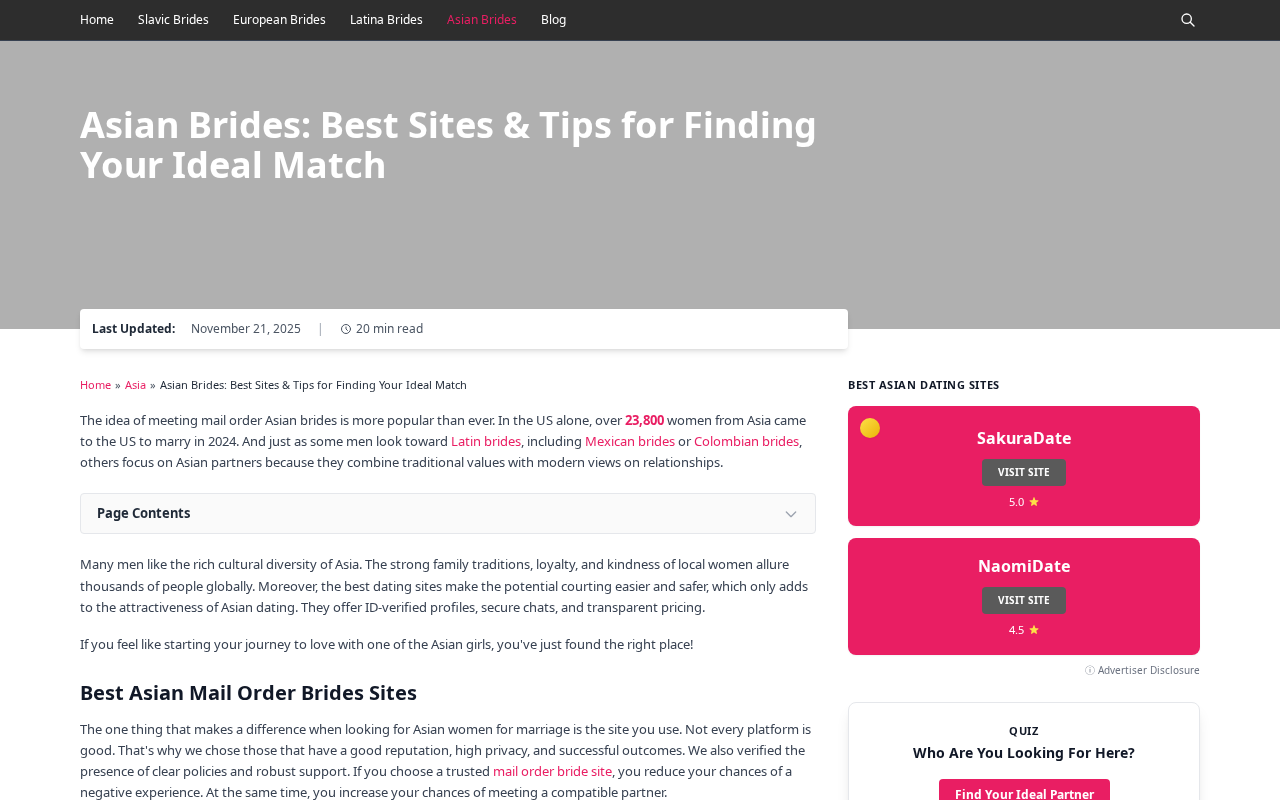 Home Slavic Brides European Brides Latina Brides Asian Brides Blog
Asian Brides: Best Sites & Tips for Finding
Your Ideal Match
Last Updated: November 21, 2025 | 20 min read
Home » Asia » Asian Brides: Best Sites & Tips for Finding Your Ideal Match
The idea of meeting mail order Asian brides is more popular than ever. In the US alone, over 23,800 women from Asia came
to the US to marry in 2024. And just as some men look toward Latin brides, including Mexican brides or Colombian brides,
others focus on Asian partners because they combine traditional values with modern views on relationships.
Page Contents
Many men like the rich cultural diversity of Asia. The strong family traditions, loyalty, and kindness of local women allure
thousands of people globally. Moreover, the best dating sites make the potential courting easier and safer, which only adds
to the attractiveness of Asian dating. They offer ID-verified profiles, secure chats, and transparent pricing.
If you feel like starting your journey to love with one of the Asian girls, you've just found the right place!
Best Asian Mail Order Brides Sites
The one thing that makes a difference when looking for Asian women for marriage is the site you use. Not every platform is
good. That's why we chose those that have a good reputation, high privacy, and successful outcomes. We also verified the
presence of clear policies and robust support. If you choose a trusted mail order bride site, you reduce your chances of a
negative experience. At the same time, you increase your chances of meeting a compatible partner.
BEST ASIAN DATING SITES
SakuraDate
VISIT SITE
5.0
NaomiDate
VISIT SITE
4.5
Advertiser Disclosure
QUIZ
Who Are You Looking For Here?
Find Your Ideal Partner